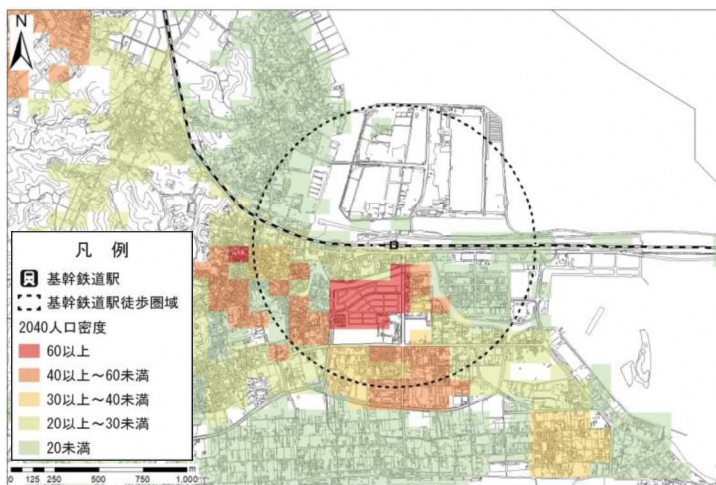 N
凡 例
基幹鉄道駅
基幹鉄道駅徒歩圏域
2040人口密度
60以上
40以上～60未満
30以上～40未満
20以上～30未満
20未満
0 125 250 500 750 1,000 m